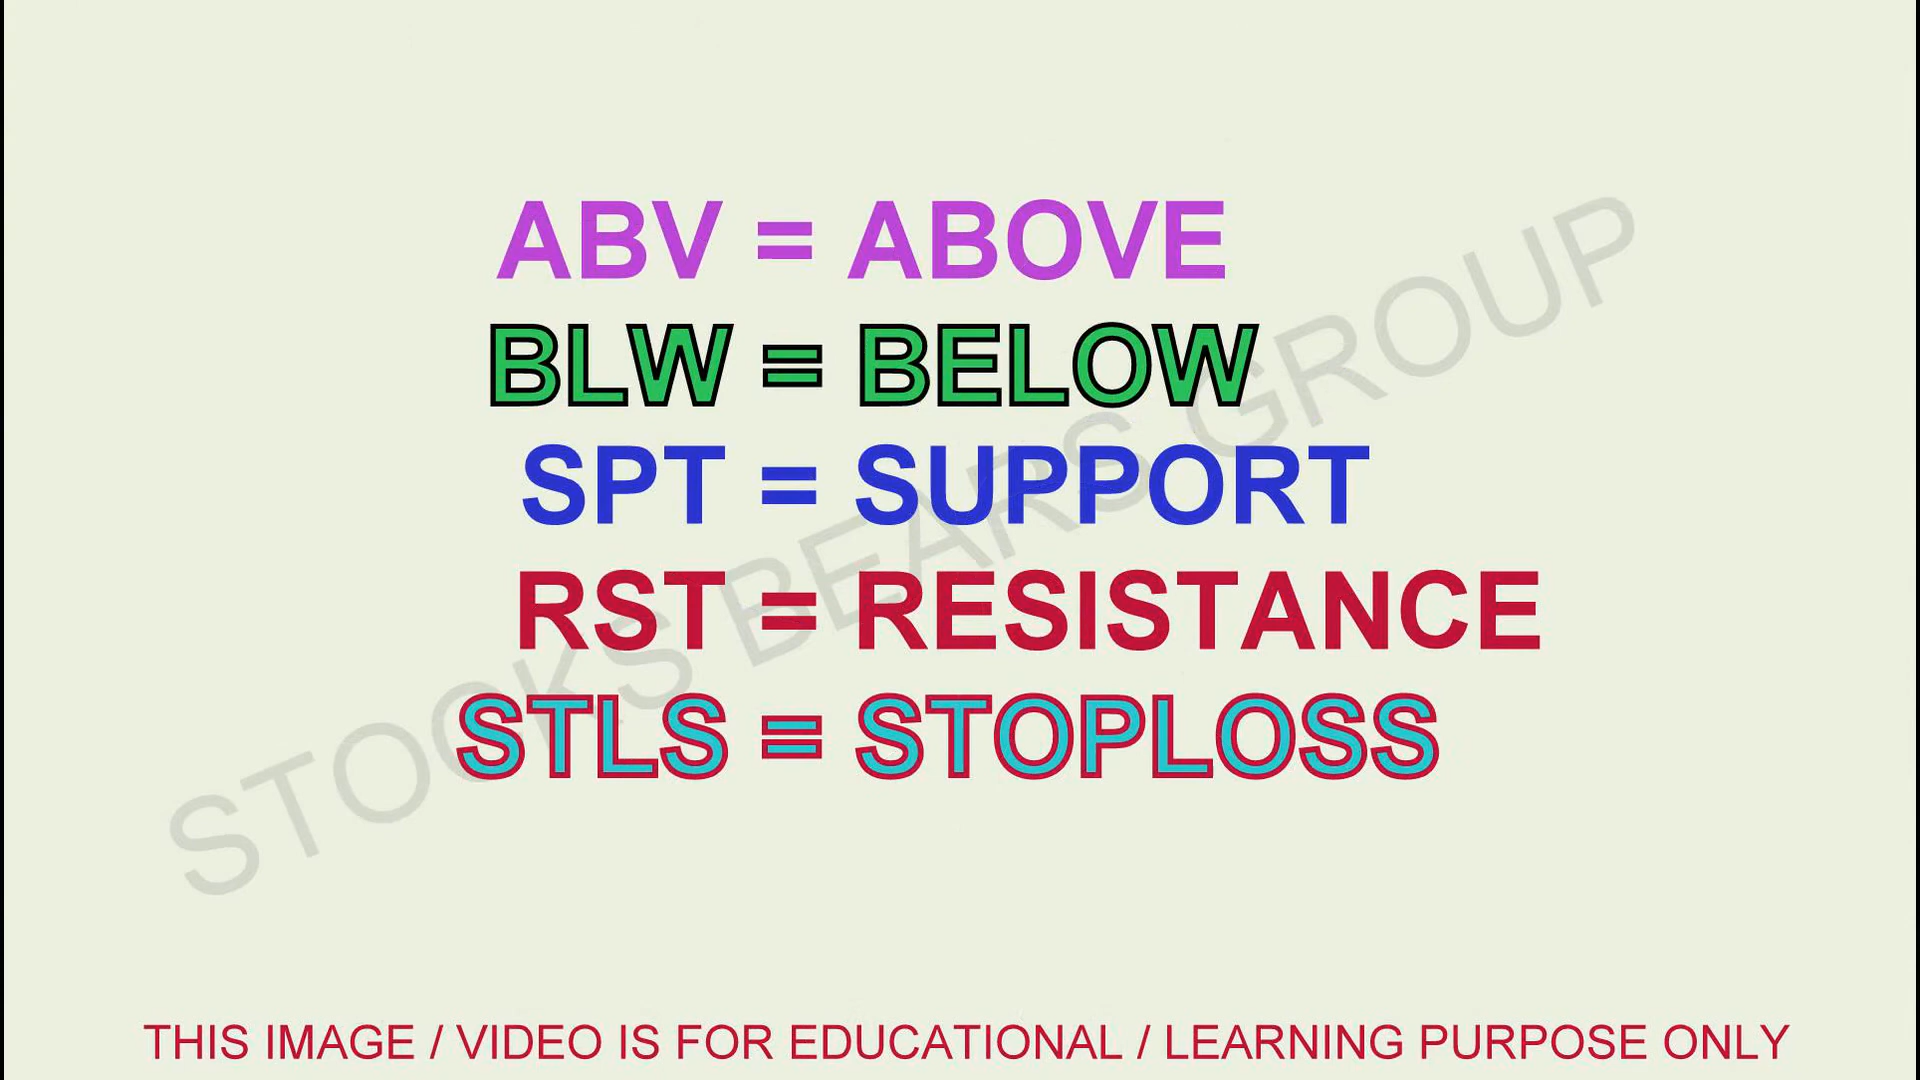 ABV = ABOVE
BLW = BELOW
SPT = SUPPORT
RST = RESISTANCE
STLS = STOPLOSS
STOCKS BEARS GROUP
THIS IMAGE / VIDEO IS FOR EDUCATIONAL / LEARNING PURPOSE ONLY